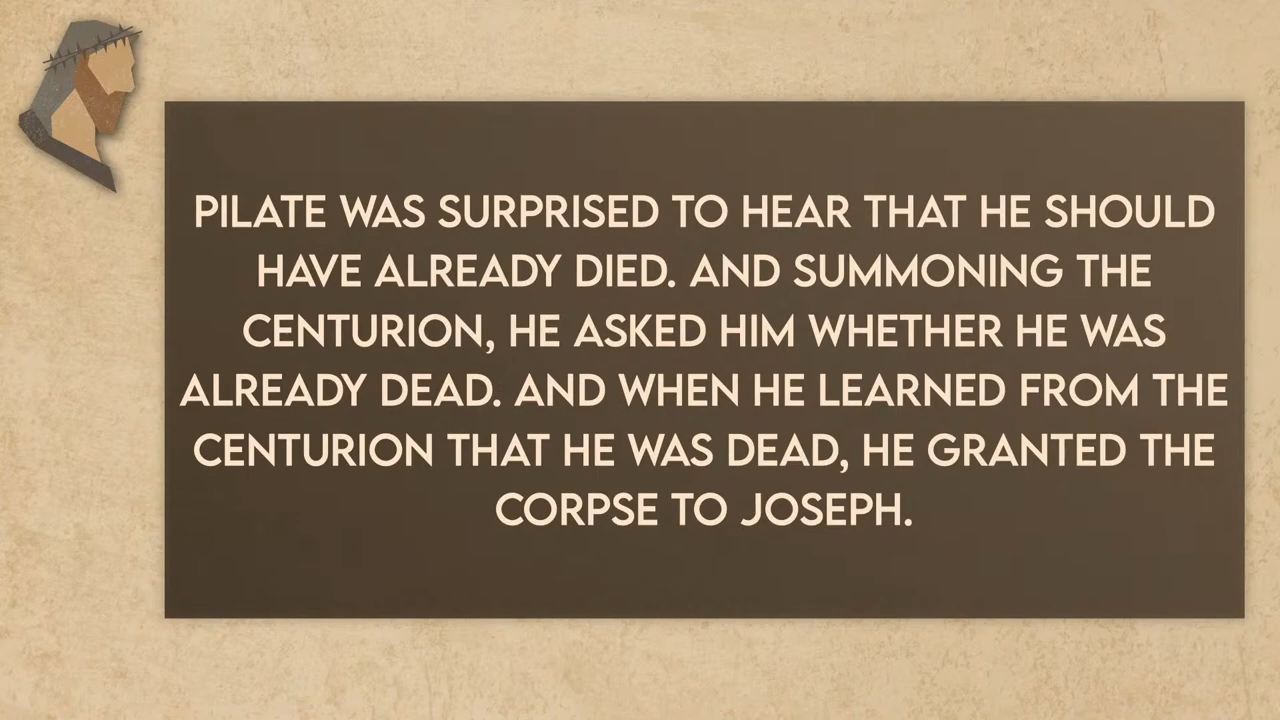 PILATE WAS SURPRISED TO HEAR THAT HE SHOULD
HAVE ALREADY DIED. AND SUMMONING THE
CENTURION, HE ASKED HIM WHETHER HE WAS
ALREADY DEAD. AND WHEN HE LEARNED FROM THE
CENTURION THAT HE WAS DEAD, HE GRANTED THE
CORPSE TO JOSEPH.